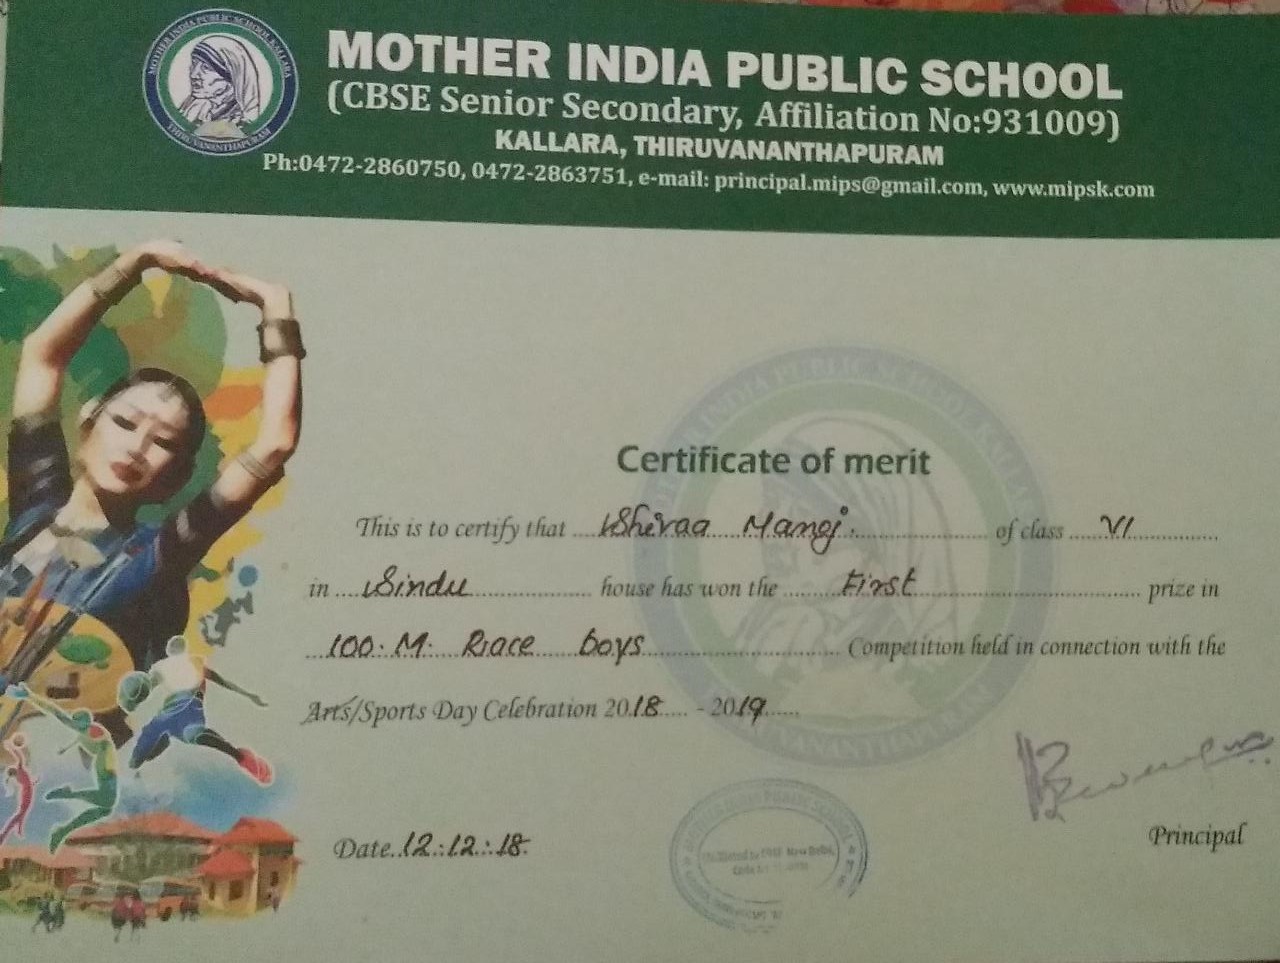 MOTHER INDIA PUBLIC SCHOOL
(CBSE Senior Secondary, Affiliation No:931009)
KALLARA, THIRUVANANTHAPURAM
Ph:0472-2860750, 0472-2863751, e-mail: principal.mips@gmail.com, www.mipsk.com
MOTHER INDIA PUBLIC SCHOOL KALLARA
THIRUVANANTHAPURAM
Certificate of merit
This is to certify that Shivaa Manoj. of class VI
in Sindu house has won the First prize in
100. M. Race boys Competition held in connection with the
Arts/Sports Day Celebration 2018 - 2019
Date 12.12.18.
Principal